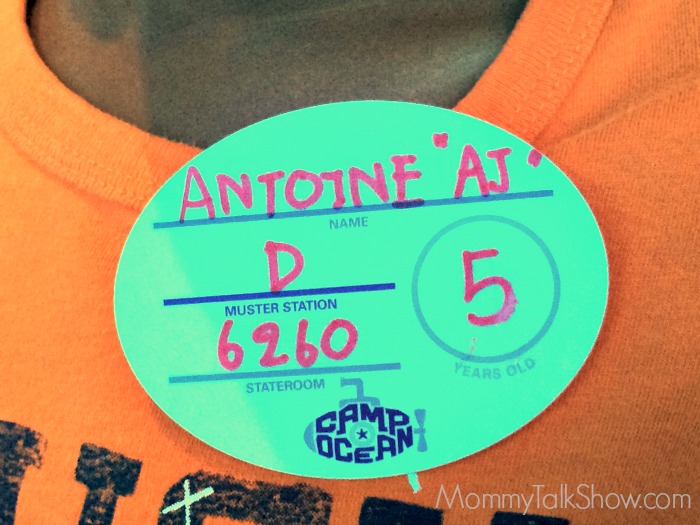 ANTOINE "AJ"
NAME
D
MUSTER STATION
6260
STATEROOM
5
YEARS OLD
CAMP
OCEAN
MommyTalkShow.com